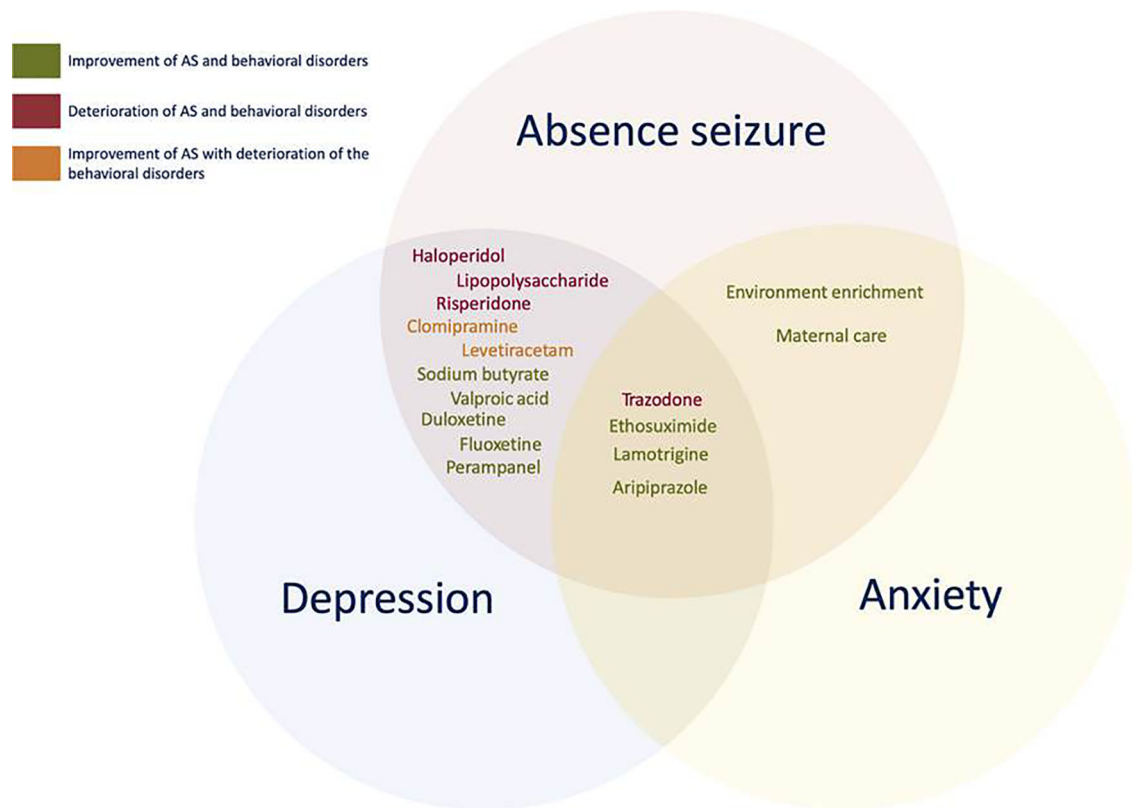 Improvement of AS and behavioral disorders
Deterioration of AS and behavioral disorders
Improvement of AS with deterioration of the
behavioral disorders
Absence seizure
Haloperidol
Lipopolysaccharide
Risperidone
Clomipramine
Levetiracetam
Sodium butyrate
Valproic acid
Duloxetine
Fluoxetine
Perampanel
Environment enrichment
Maternal care
Trazodone
Ethosuximide
Lamotrigine
Aripiprazole
Depression
Anxiety